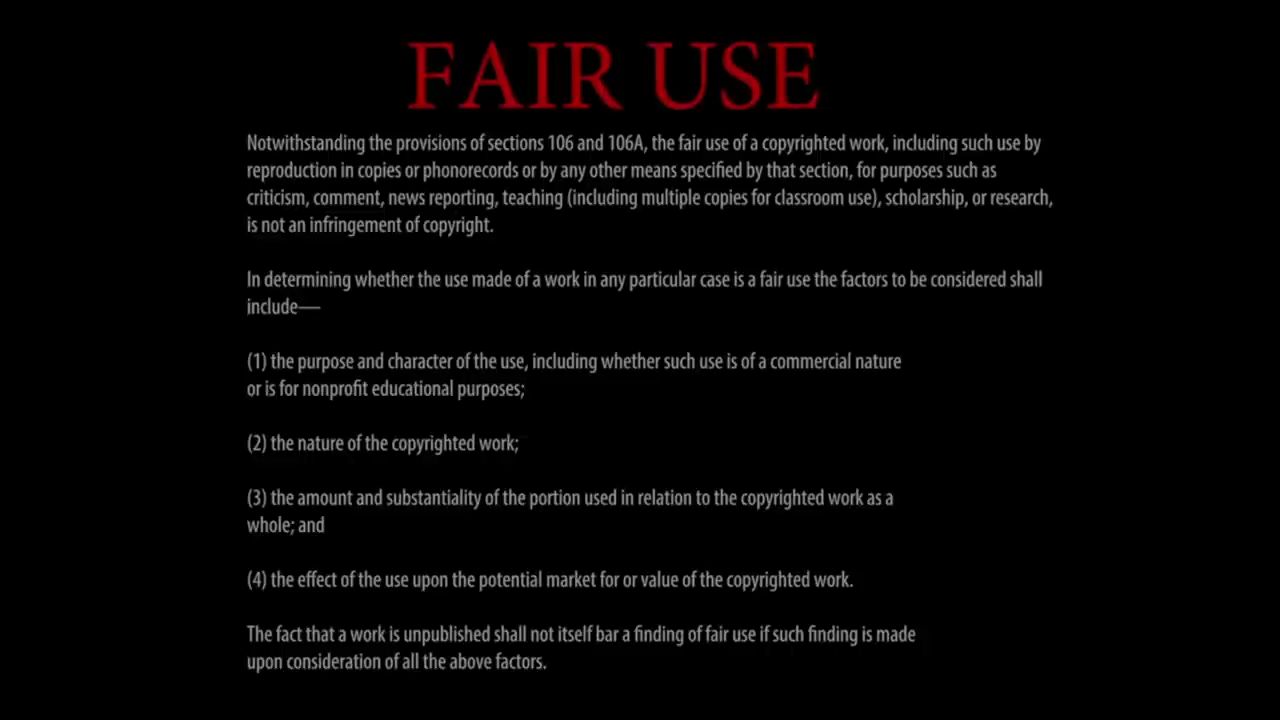 FAIR USE
Notwithstanding the provisions of sections 106 and 106A, the fair use of a copyrighted work, including such use by
reproduction in copies or phonorecords or by any other means specified by that section, for purposes such as
criticism, comment, news reporting, teaching (including multiple copies for classroom use), scholarship, or research,
is not an infringement of copyright.
In determining whether the use made of a work in any particular case is a fair use the factors to be considered shall
include—
(1) the purpose and character of the use, including whether such use is of a commercial nature
or is for nonprofit educational purposes;
(2) the nature of the copyrighted work;
(3) the amount and substantiality of the portion used in relation to the copyrighted work as a
whole; and
(4) the effect of the use upon the potential market for or value of the copyrighted work.
The fact that a work is unpublished shall not itself bar a finding of fair use if such finding is made
upon consideration of all the above factors.